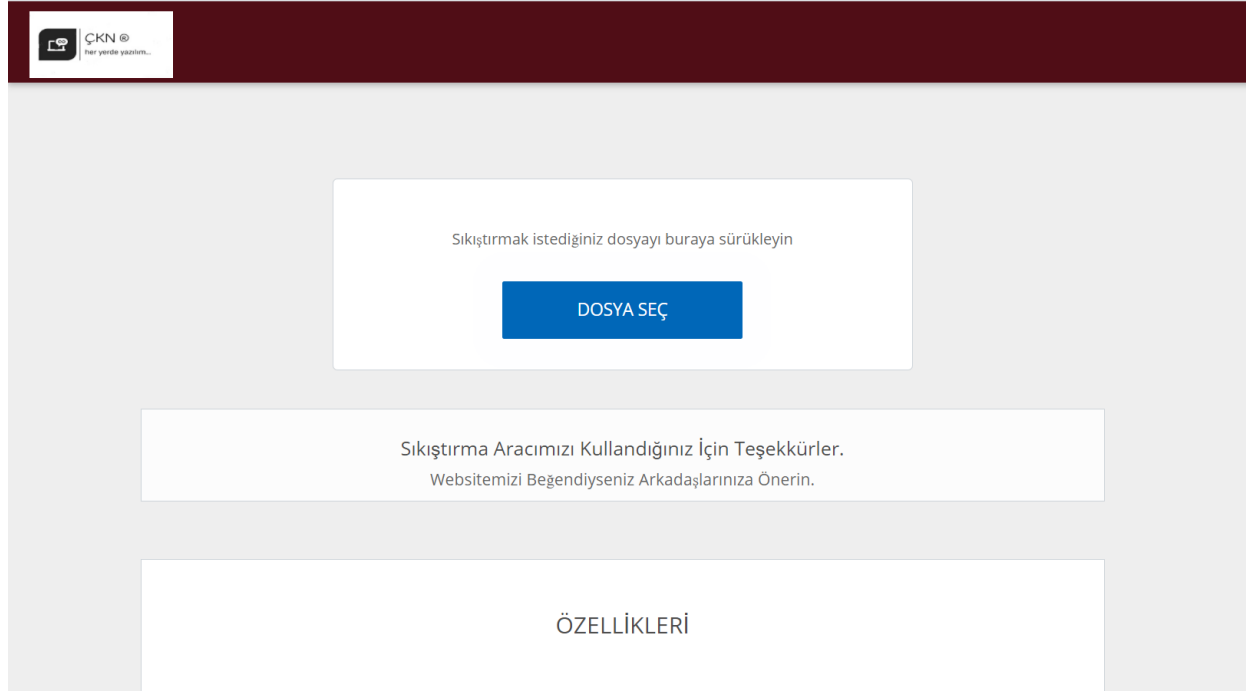 ÇKN ®
her yerde yazılım...
Sıkıştırmak istediğiniz dosyayı buraya sürükleyin
DOSYA SEÇ
Sıkıştırma Aracımızı Kullandığınız İçin Teşekkürler.
Websitemizi Beğendiyseniz Arkadaşlarınıza Önerin.
ÖZELLİKLERİ